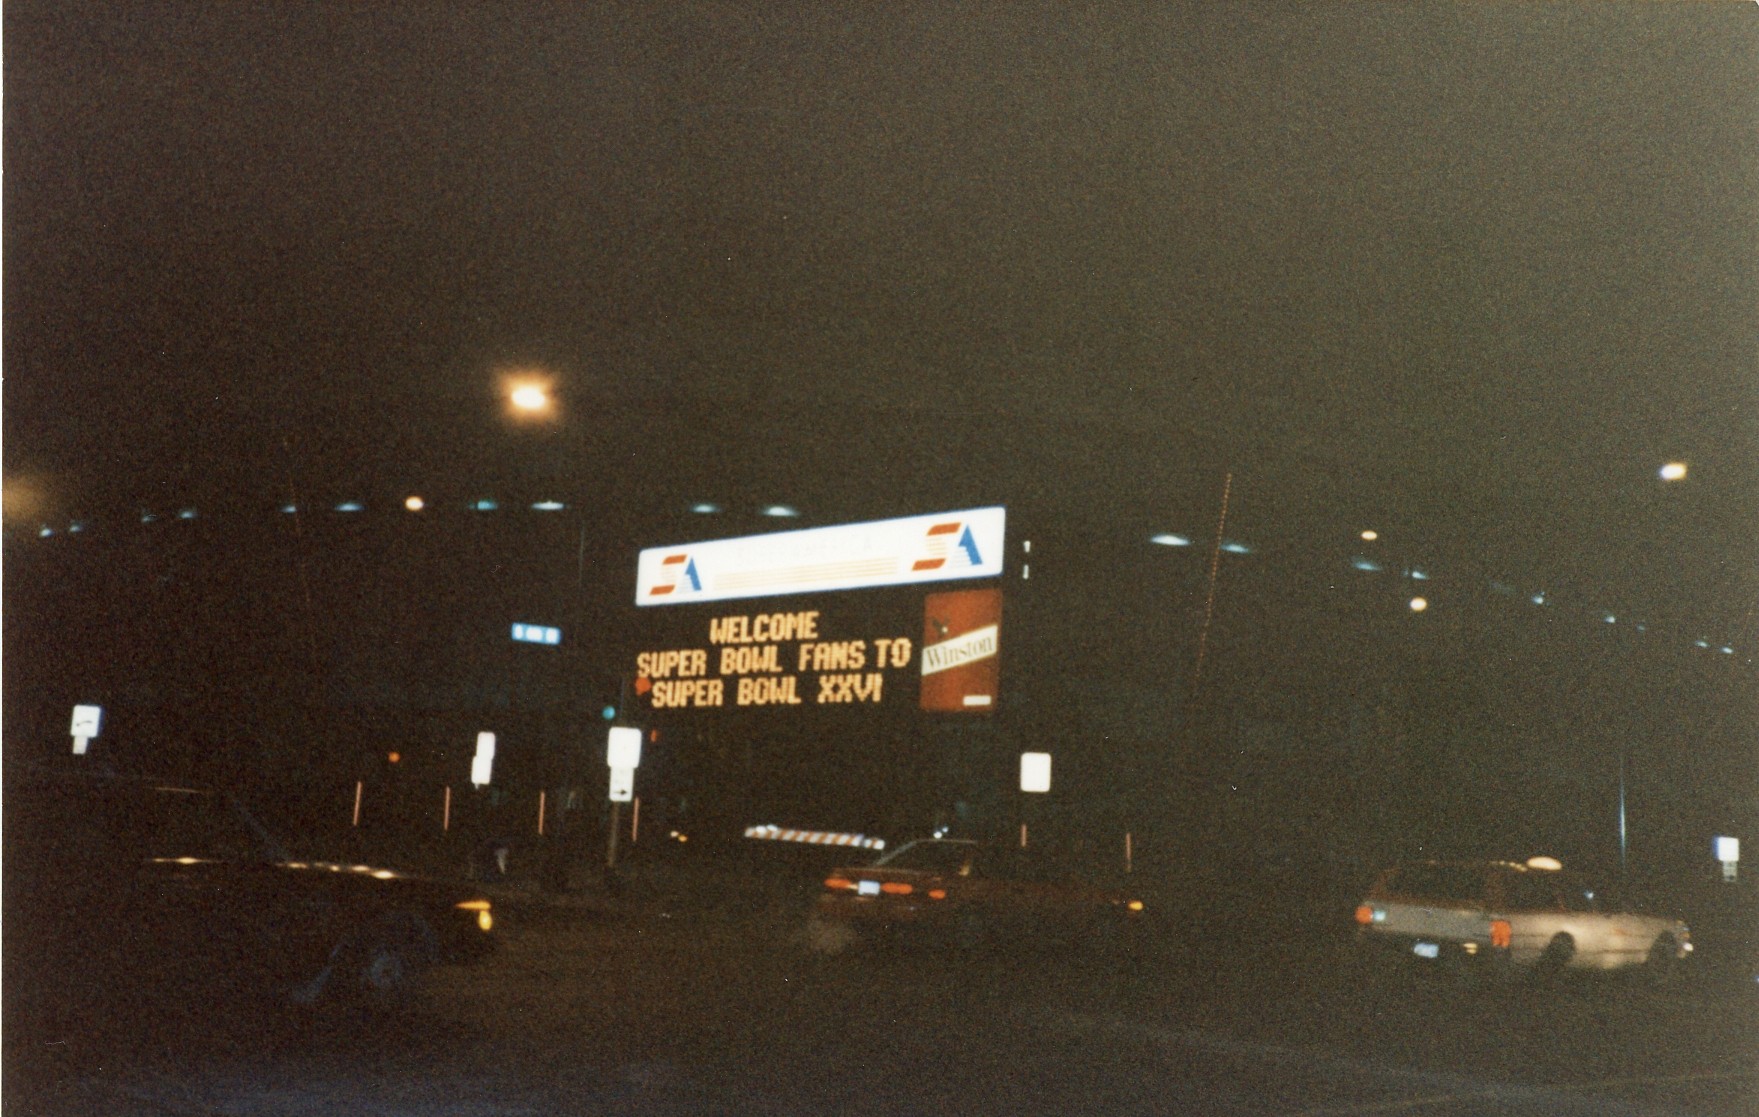 SA SA
WELCOME
SUPER BOWL FANS TO
SUPER BOWL XXVI
Winston